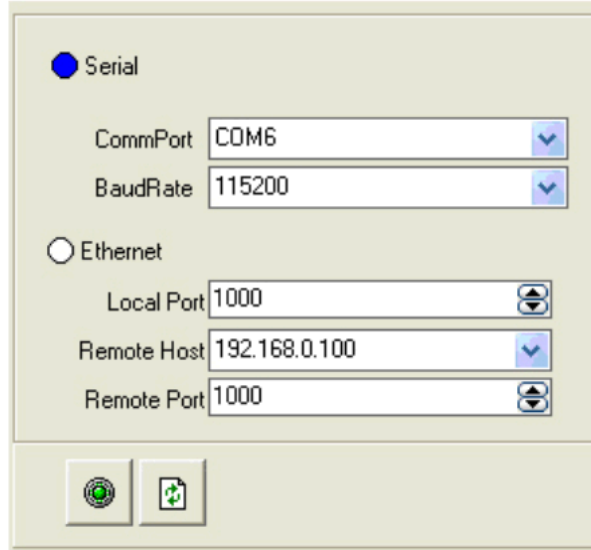 Serial
CommPort COM6
BaudRate 115200
Ethernet
Local Port 1000
Remote Host 192.168.0.100
Remote Port 1000